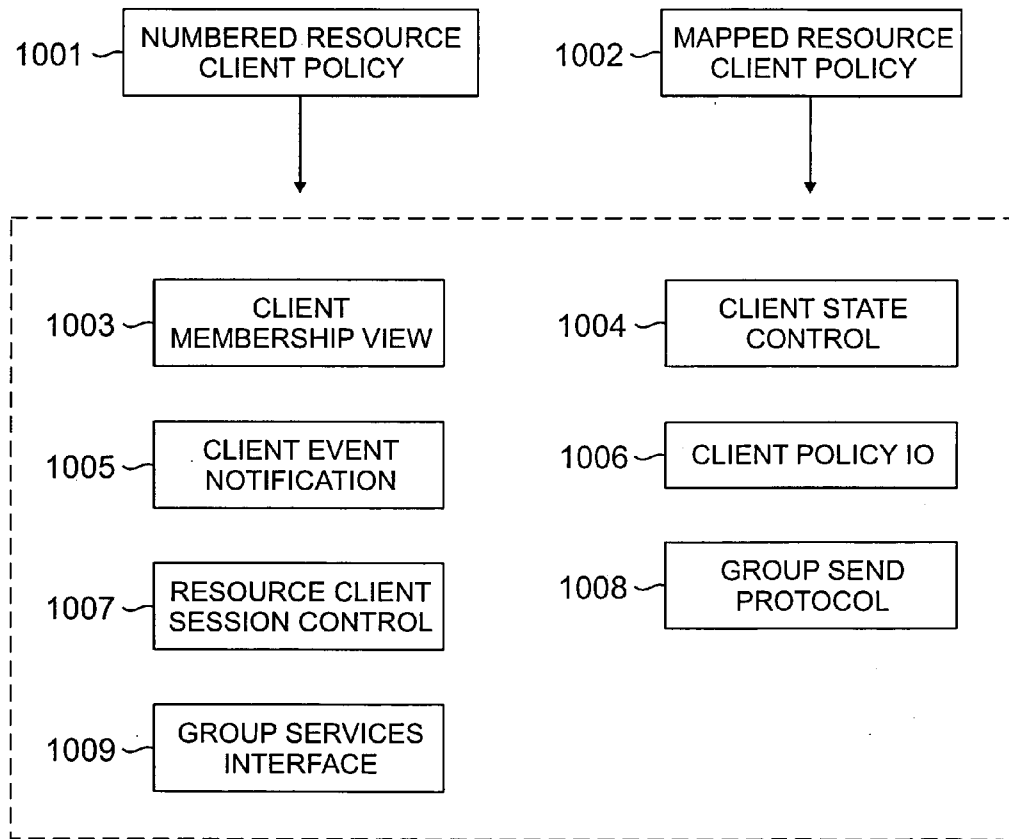 1001
NUMBERED RESOURCE
CLIENT POLICY
1002
MAPPED RESOURCE
CLIENT POLICY
1003
CLIENT
MEMBERSHIP VIEW
1004
CLIENT STATE
CONTROL
1005
CLIENT EVENT
NOTIFICATION
1006
CLIENT POLICY IO
1007
RESOURCE CLIENT
SESSION CONTROL
1008
GROUP SEND
PROTOCOL
1009
GROUP SERVICES
INTERFACE